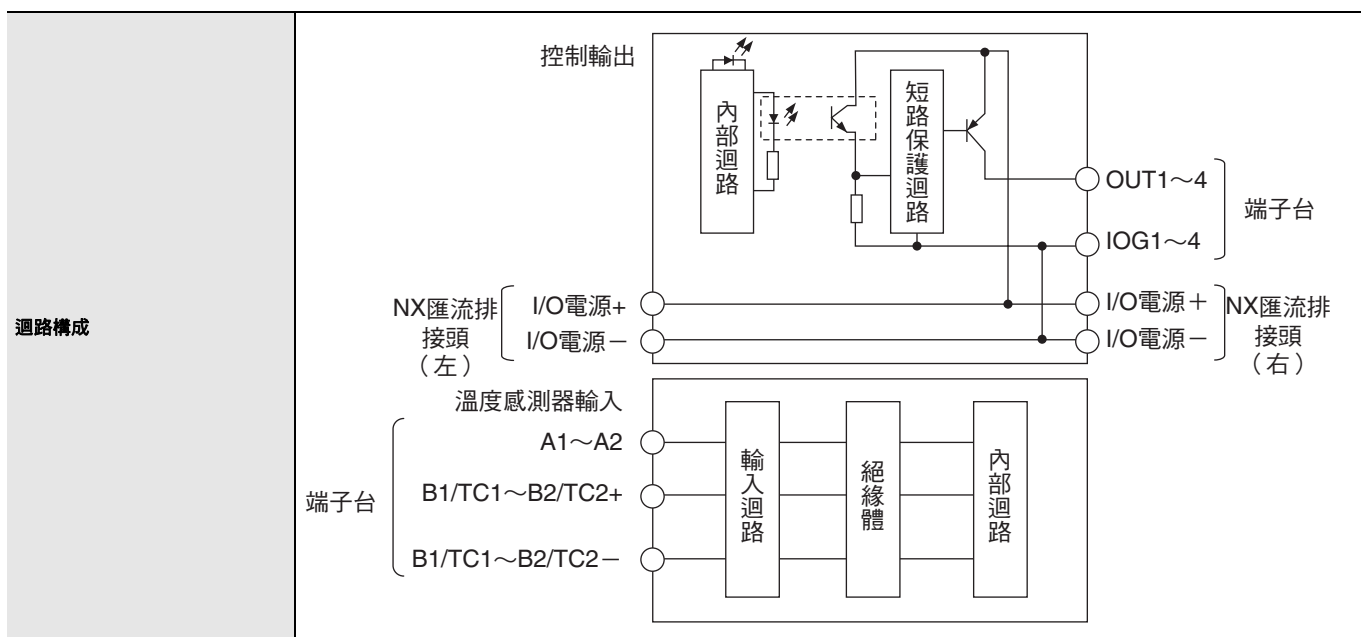 迴路構成
控制輸出
內部迴路
短路保護迴路
OUT1～4
IOG1～4
端子台
NX匯流排
接頭
（左）
I/O電源+
I/O電源－
I/O電源＋
I/O電源－
NX匯流排
接頭
（右）
溫度感測器輸入
端子台
A1～A2
B1/TC1～B2/TC2+
B1/TC1～B2/TC2－
輸入迴路
絕緣體
內部迴路